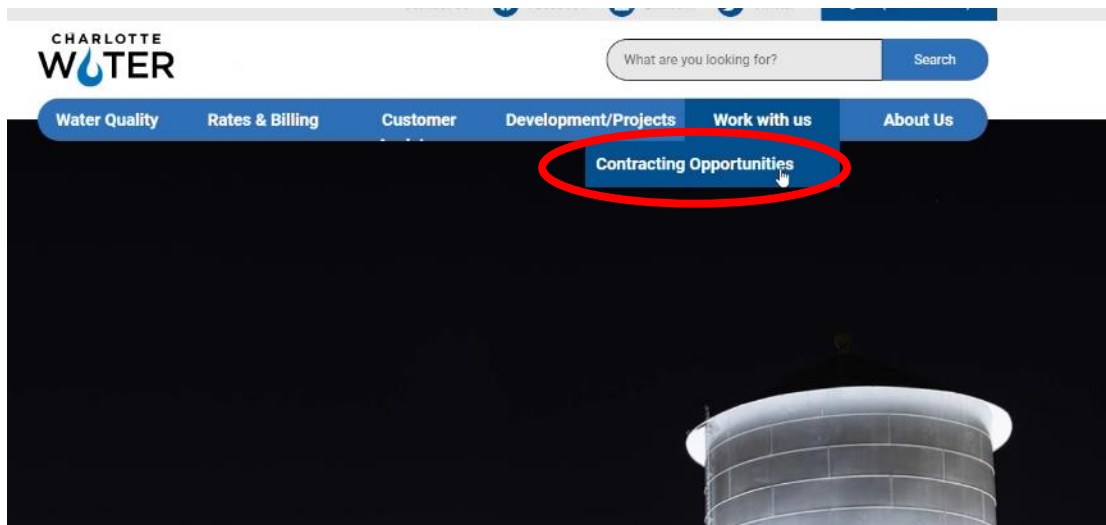 CHARLOTTE
WATER
What are you looking for?
Search
Water Quality
Rates & Billing
Customer
Development/Projects
Work with us
About Us
Contracting Opportunities